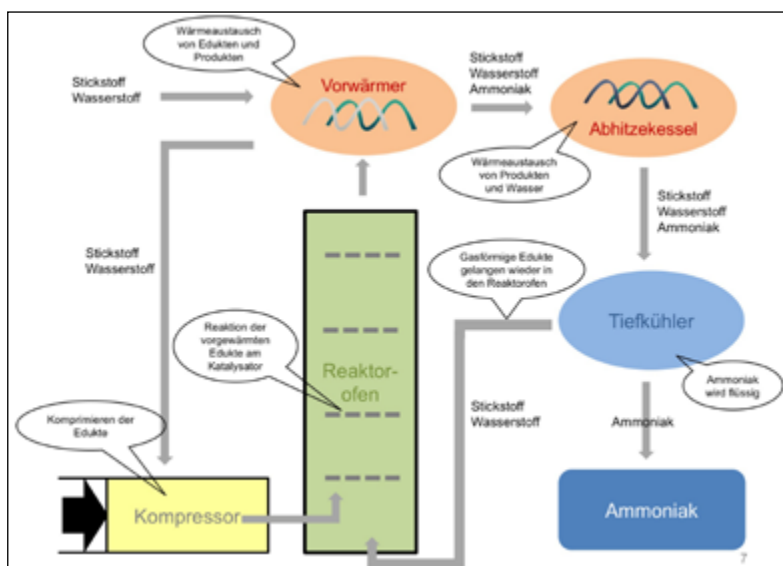 Wärmeaustausch
von Edukten und
Produkten
Stickstoff
Wasserstoff
Vorwärmer
Stickstoff
Wasserstoff
Ammoniak
Abhitzekessel
Wärmeaustausch
von Produkten
und Wasser
Stickstoff
Wasserstoff
Ammoniak
Stickstoff
Wasserstoff
Gasförmige Edukte
gelangen wieder in
den Reaktorofen
Tiefkühler
Reaktion der
vorgewärmten
Edukte am
Katalysator
Reaktor-
ofen
Ammoniak
wird flüssig
Stickstoff
Wasserstoff
Ammoniak
Komprimieren der
Edukte
Kompressor
Ammoniak
7